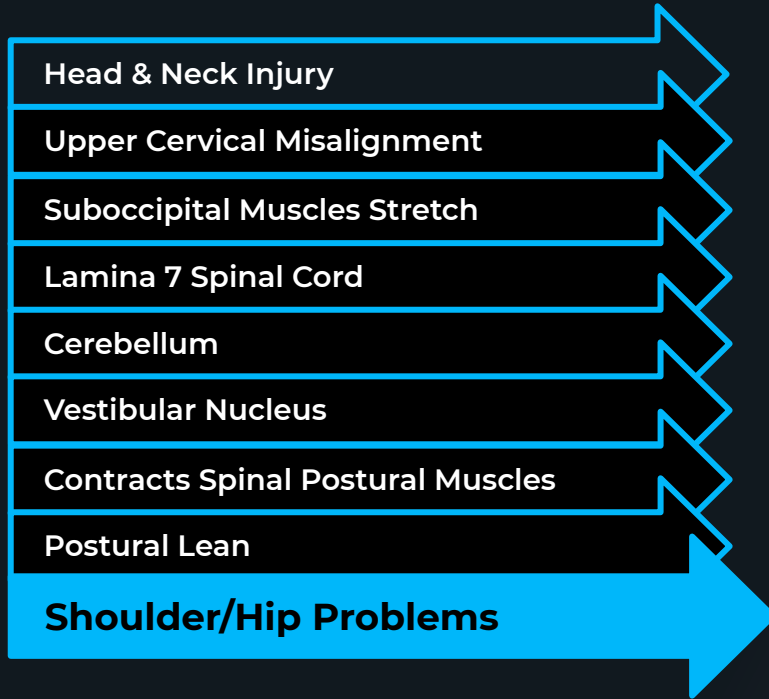 Head & Neck Injury
Upper Cervical Misalignment
Suboccipital Muscles Stretch
Lamina 7 Spinal Cord
Cerebellum
Vestibular Nucleus
Contracts Spinal Postural Muscles
Postural Lean
Shoulder/Hip Problems